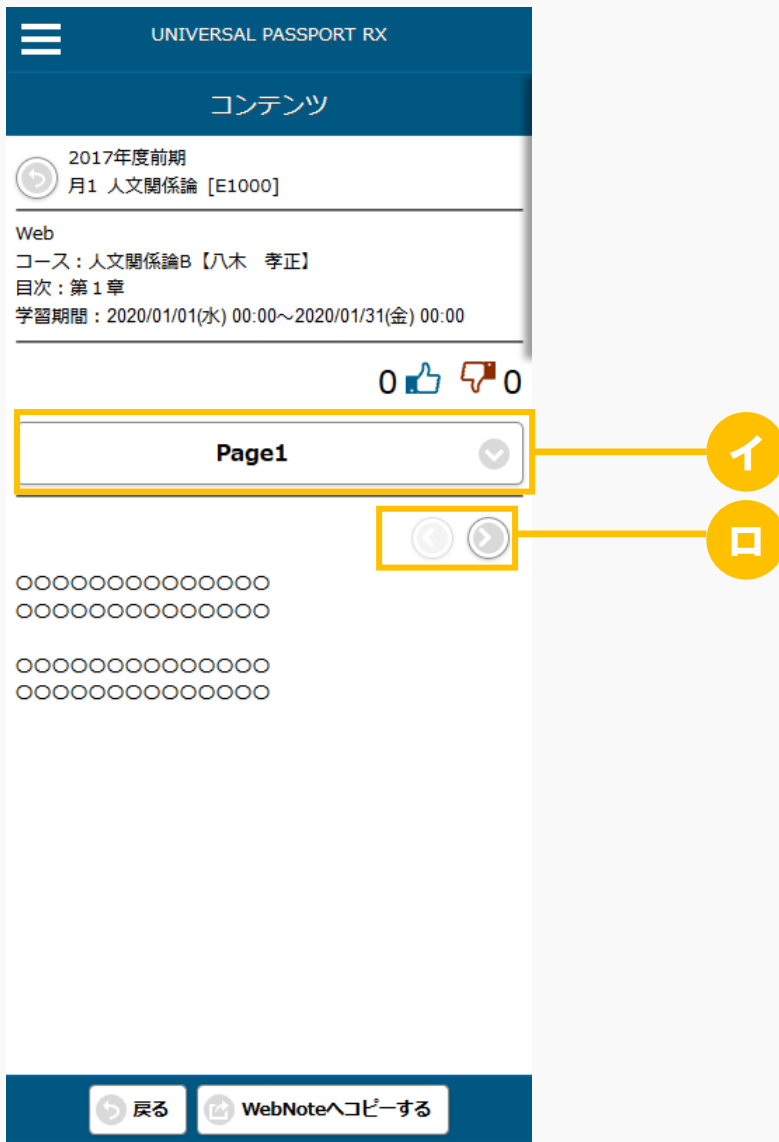 UNIVERSAL PASSPORT RX
コンテンツ
2017年度前期
月1 人文関係論 [E1000]
Web
コース：人文関係論B【八木　孝正】
目次：第１章
学習期間：2020/01/01(水) 00:00～2020/01/31(金) 00:00
0 0
Page1
イ
ロ
○○○○○○○○○○○○○○
○○○○○○○○○○○○○○
○○○○○○○○○○○○○○
○○○○○○○○○○○○○○
戻る WebNoteへコピーする